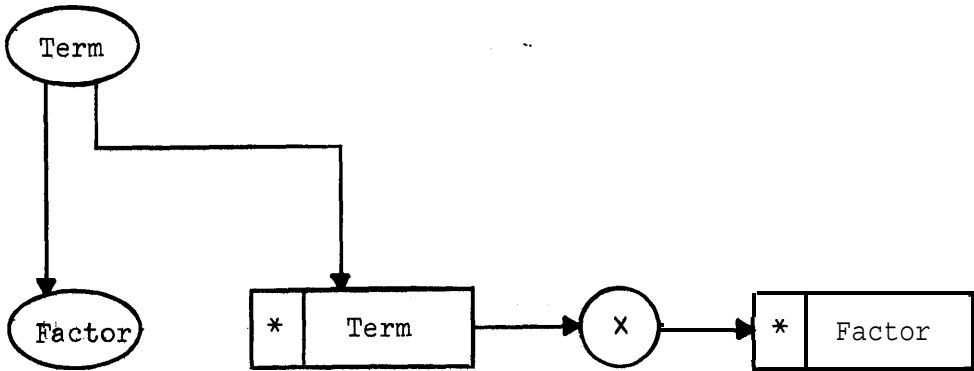 Term
Factor
* Term
X
* Factor